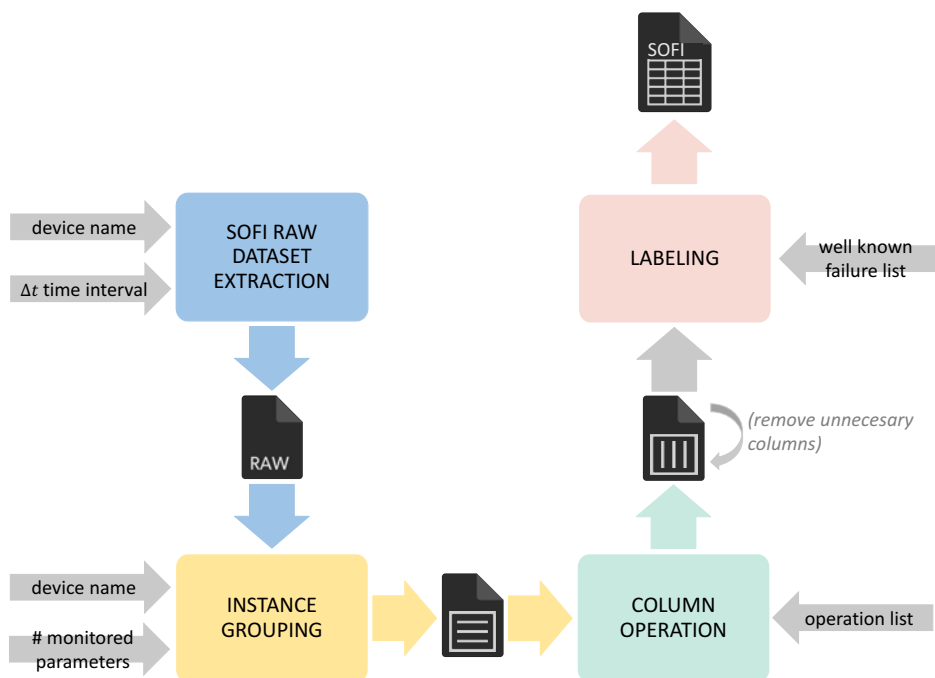 SOFI
device name
Δt time interval
SOFI RAW
DATASET
EXTRACTION
LABELING
well known
failure list
RAW
(remove unnecesary
columns)
device name
# monitored
parameters
INSTANCE
GROUPING
COLUMN
OPERATION
operation list